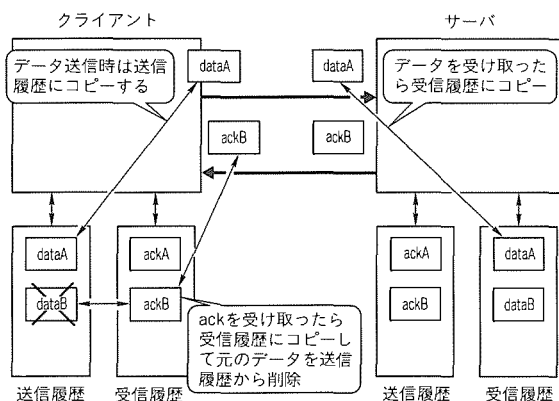 クライアント
サーバ
データ送信時は送信
履歴にコピーする
dataA
dataA
データを受け取った
ら受信履歴にコピー
ackB
ackB
dataA
dataB
ackA
ackB
ackA
ackB
dataA
dataB
ackを受け取ったら
受信履歴にコピーし
て元のデータを送信
履歴から削除
送信履歴
受信履歴
送信履歴
受信履歴